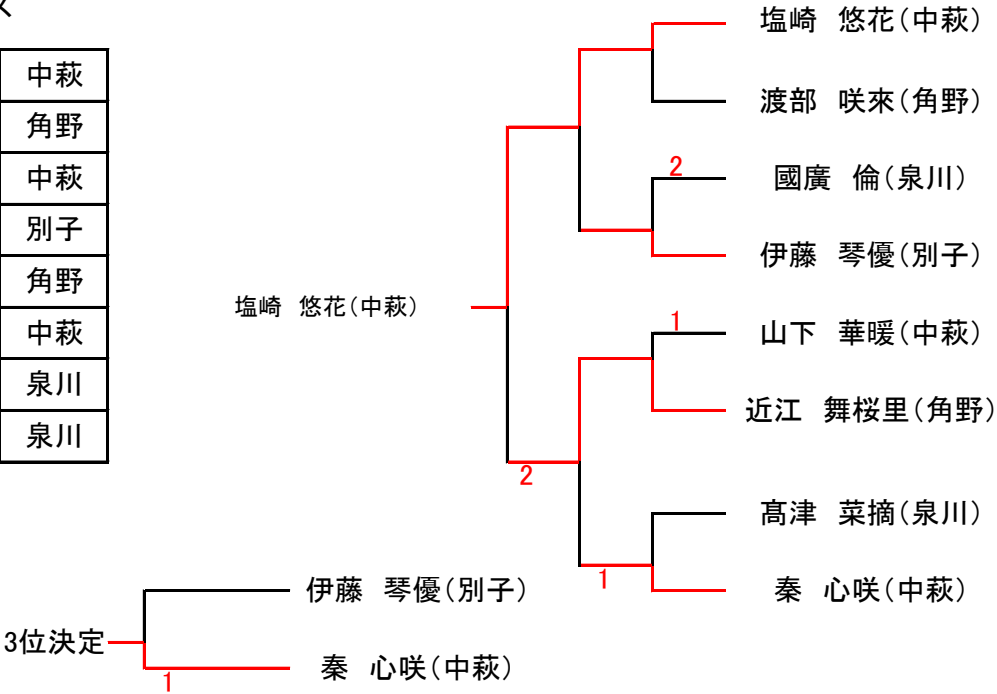 中萩
角野
中萩
別子
角野
中萩
泉川
泉川
塩崎　悠花(中萩)
塩崎　悠花(中萩)
渡部　咲來(角野)
2
國廣　倫(泉川)
伊藤　琴優(別子)
1
山下　華暖(中萩)
近江　舞桜里(角野)
2
髙津　菜摘(泉川)
1
秦　心咲(中萩)
3位決定
伊藤　琴優(別子)
秦　心咲(中萩)
1